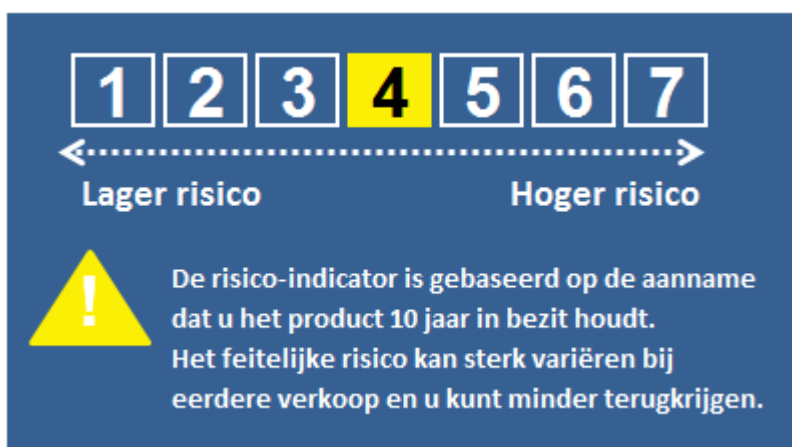 1 2 3 4 5 6 7
Lager risico Hoger risico
!
De risico-indicator is gebaseerd op de aanname
dat u het product 10 jaar in bezit houdt.
Het feitelijke risico kan sterk variëren bij
eerdere verkoop en u kunt minder terugkrijgen.